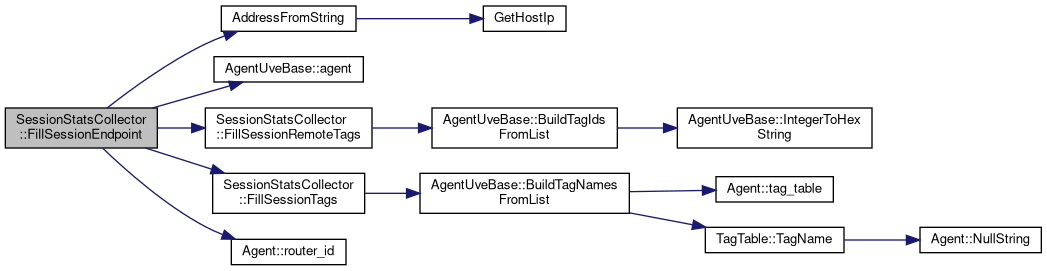 SessionStatsCollector
::FillSessionEndpoint
AddressFromString
GetHostIp
AgentUveBase::agent
SessionStatsCollector
::FillSessionRemoteTags
AgentUveBase::BuildTagIds
FromList
AgentUveBase::IntegerToHex
String
SessionStatsCollector
::FillSessionTags
AgentUveBase::BuildTagNames
FromList
Agent::tag_table
TagTable::TagName
Agent::NullString
Agent::router_id